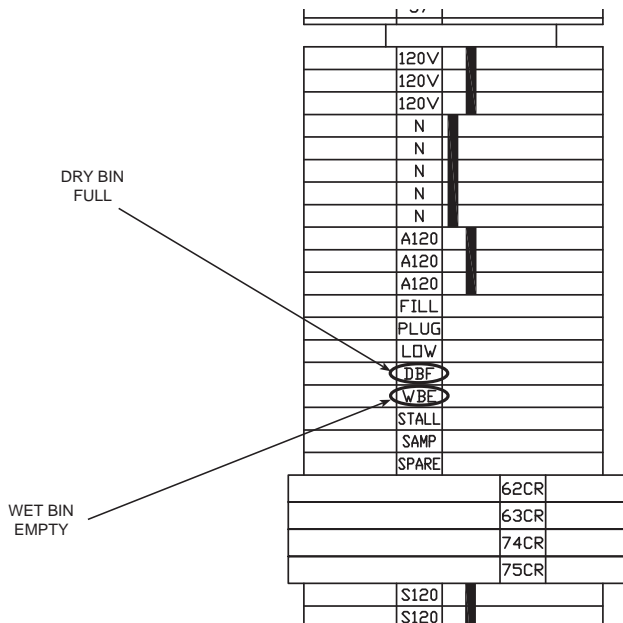 120V
120V
120V
N
N
N
N
N
A120
A120
A120
FILL
PLUG
LOW
DBF
WBE
STALL
SAMP
SPARE
62CR
63CR
74CR
75CR
S120
S120
DRY BIN
FULL
WET BIN
EMPTY